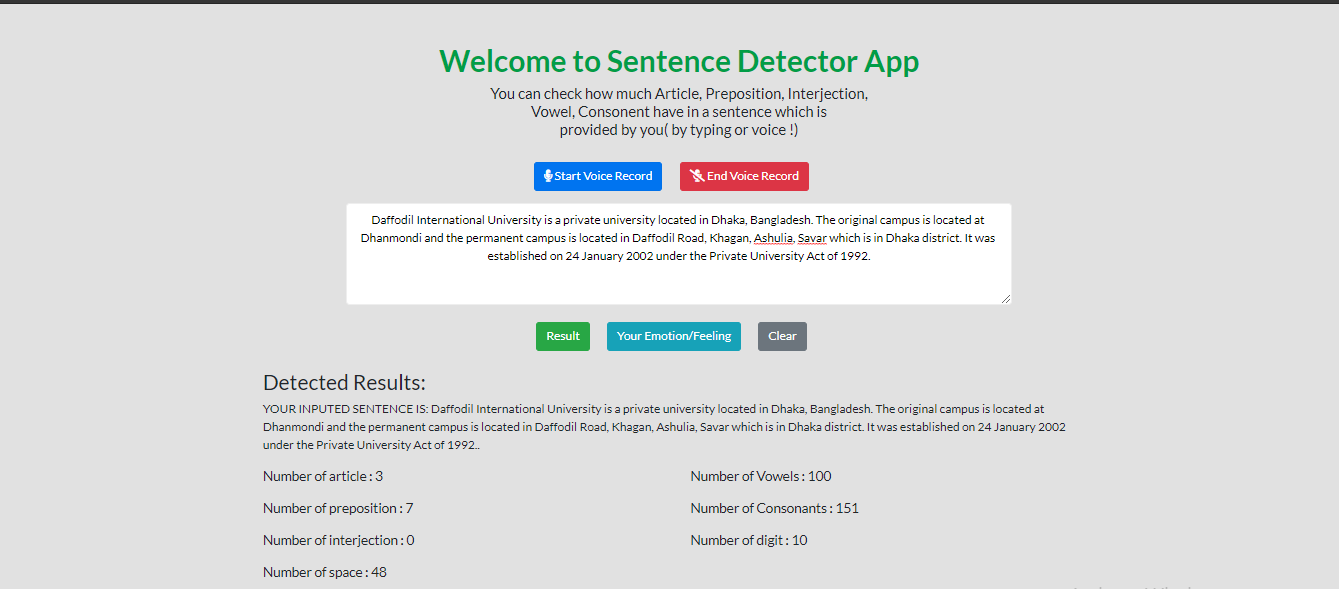 Welcome to Sentence Detector App
You can check how much Article, Preposition, Interjection,
Vowel, Consonent have in a sentence which is
provided by you( by typing or voice !)
Start Voice Record End Voice Record
Daffodil International University is a private university located in Dhaka, Bangladesh. The original campus is located at
Dhanmondi and the permanent campus is located in Daffodil Road, Khagan, Ashulia, Savar which is in Dhaka district. It was
established on 24 January 2002 under the Private University Act of 1992.
Result Your Emotion/Feeling Clear
Detected Results:
YOUR INPUTED SENTENCE IS: Daffodil International University is a private university located in Dhaka, Bangladesh. The original campus is located at
Dhanmondi and the permanent campus is located in Daffodil Road, Khagan, Ashulia, Savar which is in Dhaka district. It was established on 24 January 2002
under the Private University Act of 1992..
Number of article : 3 Number of Vowels : 100
Number of preposition : 7 Number of Consonants : 151
Number of interjection : 0 Number of digit : 10
Number of space : 48